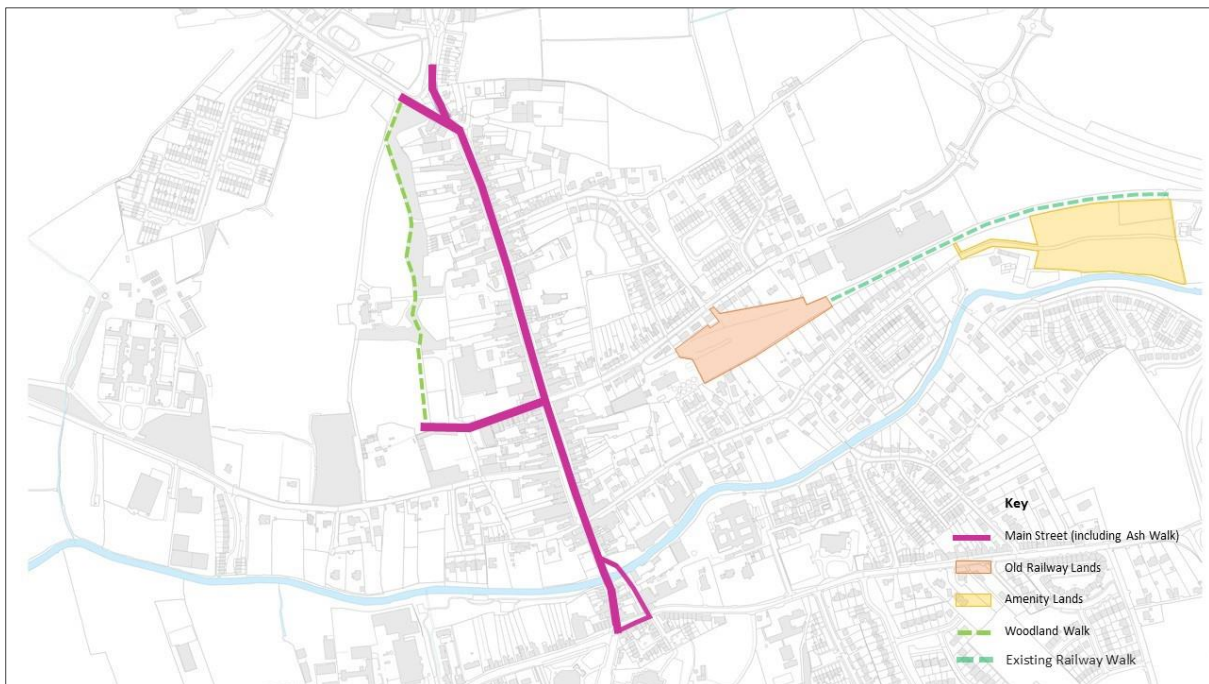 Key
Main Street (including Ash Walk)
Old Railway Lands
Amenity Lands
Woodland Walk
Existing Railway Walk